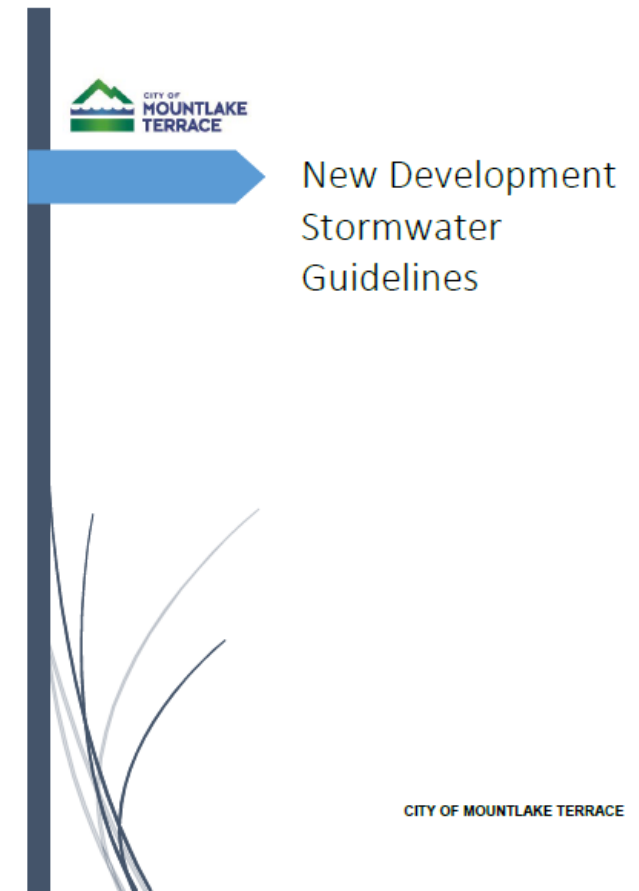 CITY OF
MOUNTLAKE
TERRACE
New Development
Stormwater
Guidelines
CITY OF MOUNTLAKE TERRACE